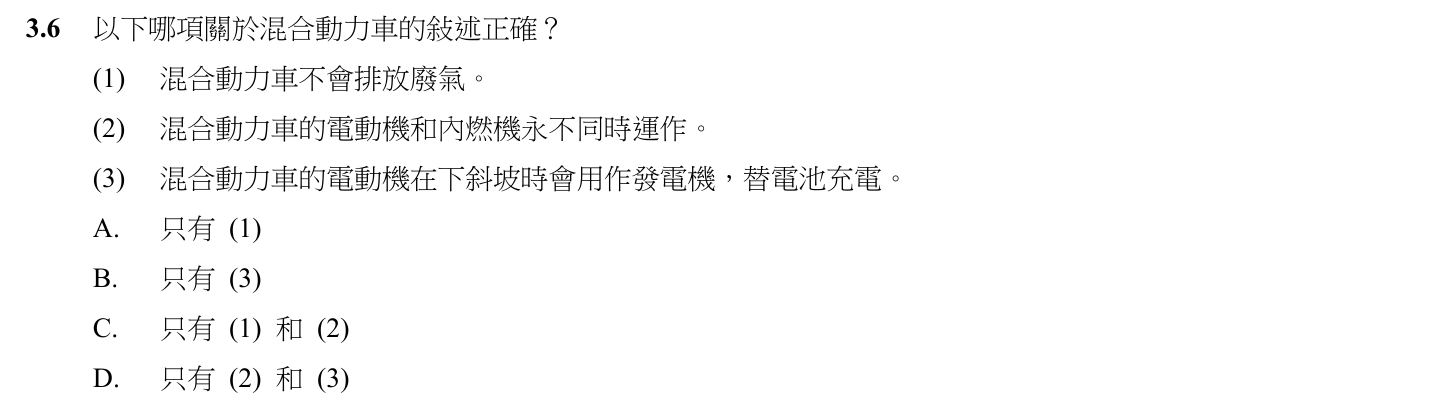 3.6 以下哪項關於混合動力車的敍述正確？
(1) 混合動力車不會排放廢氣。
(2) 混合動力車的電動機和內燃機永不同時運作。
(3) 混合動力車的電動機在下斜坡時會用作發電機，替電池充電。
A. 只有 (1)
B. 只有 (3)
C. 只有 (1) 和 (2)
D. 只有 (2) 和 (3)